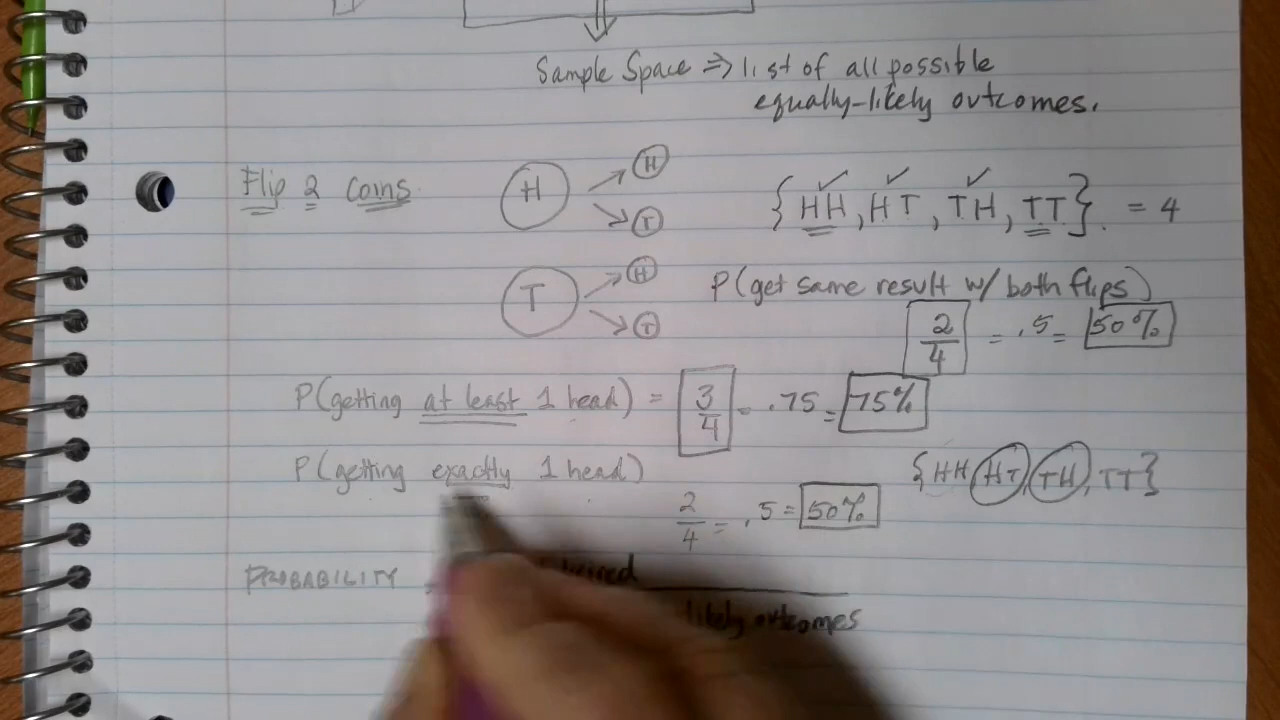 Sample Space ⇒ list of all possible
equally-likely outcomes.
Flip 2 Coins
H → H
→ T
{HH, HT, TH, TT}. = 4
T → H
→ T
P(get same result w/ both flips)
2/4 = .5 = 50%
P(getting at least 1 head) = 3/4 = .75 = 75%
P(getting exactly 1 head)
{HH HT, TH, TT}
2/4 = .5 = 50%
PROBABILITY
likely outcomes